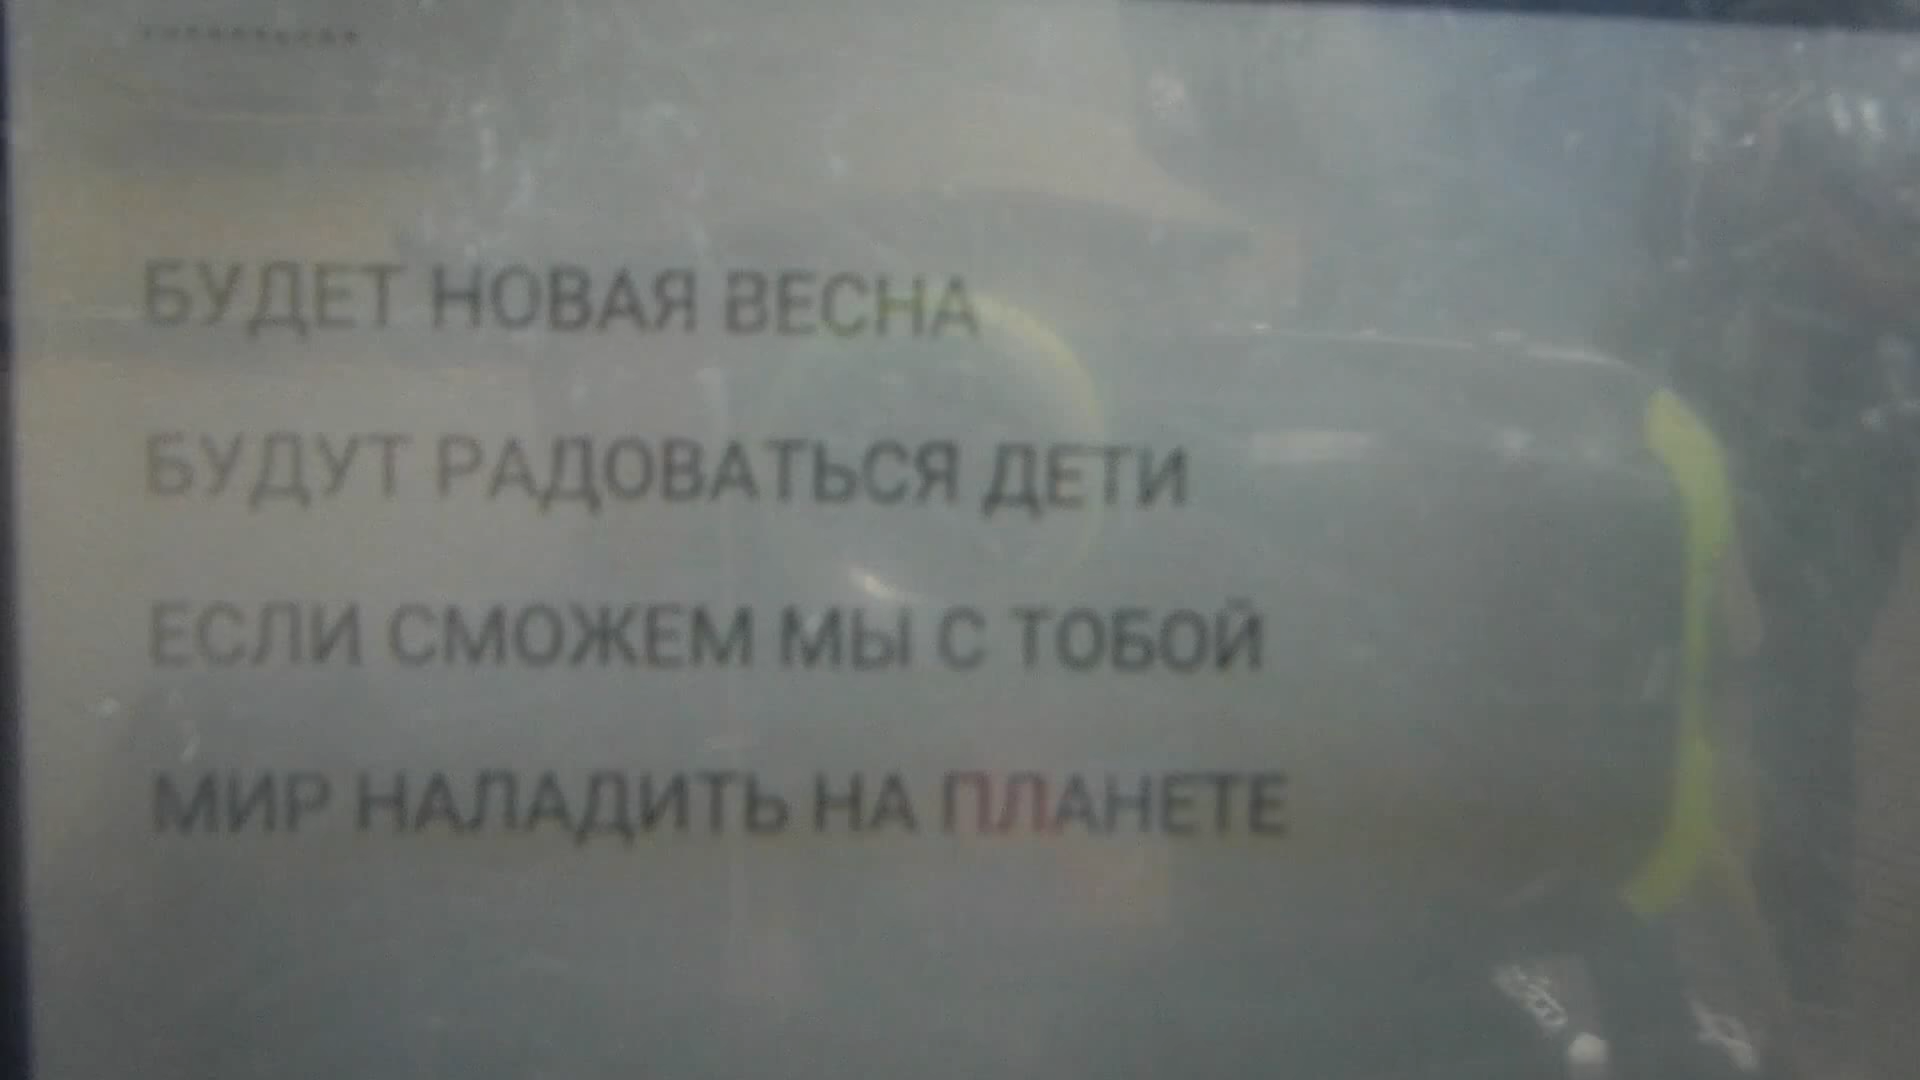 БУДЕТ НОВАЯ ВЕСНА
БУДУТ РАДОВАТЬСЯ ДЕТИ
ЕСЛИ СМОЖЕМ МЫ С ТОБОЙ
МИР НАЛАДИТЬ НА ПЛАНЕТЕ